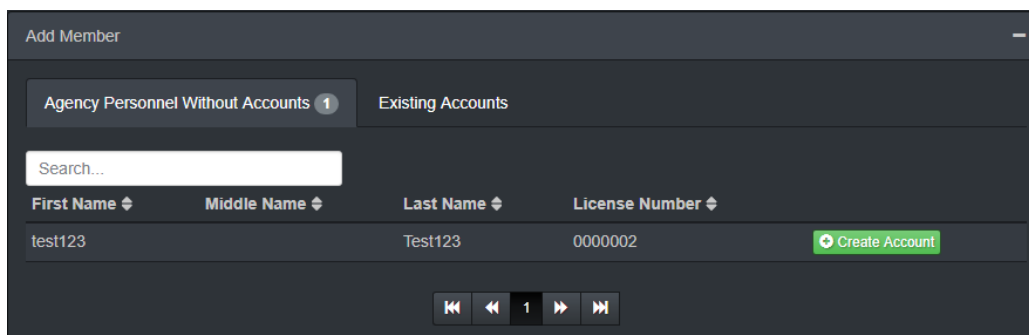 Add Member
Agency Personnel Without Accounts 1 Existing Accounts
Search...
First Name Middle Name Last Name License Number
test123 Test123 0000002 Create Account
1